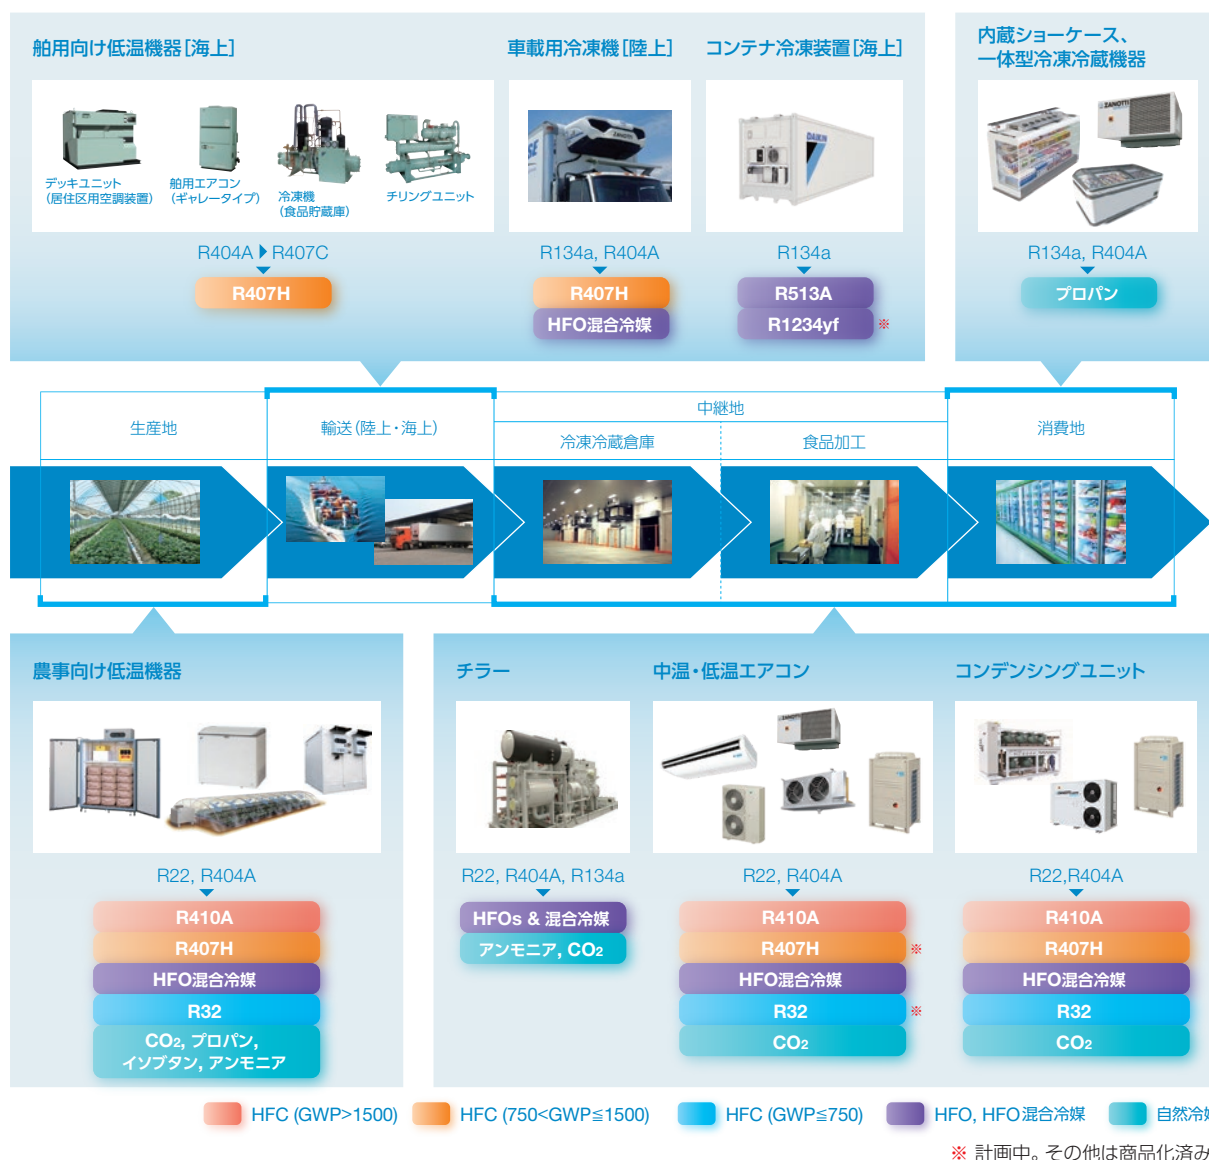 舶用向け低温機器[海上]
デッキユニット
(居住区用空調装置)
舶用エアコン
(ギャレータイプ)
冷凍機
(食品貯蔵庫)
チリングユニット
R404A▶R407C
R407H
車載用冷凍機[陸上]
ZANOTTI
R134a, R404A
R407H
HFO混合冷媒
コンテナ冷凍装置[海上]
DAIKIN
R134a
R513A
R1234yf ※
内蔵ショーケース、
一体型冷凍冷蔵機器
ZANOTTI
R134a, R404A
プロパン
生産地
輸送(陸上・海上)
中継地
冷凍冷蔵倉庫
食品加工
消費地
農事向け低温機器
R22, R404A
R410A
R407H
HFO混合冷媒
R32
CO2, プロパン,
イソブタン, アンモニア
チラー
R22, R404A, R134a
HFOs & 混合冷媒
アンモニア, CO2
中温・低温エアコン
ZANOTTI
R22, R404A
R410A
R407H ※
HFO混合冷媒
R32 ※
CO2
コンデンシングユニット
ZANOTTI
R22,R404A
R410A
R407H
HFO混合冷媒
R32
CO2
HFC (GWP>1500)
HFC (750<GWP≦1500)
HFC (GWP≦750)
HFO, HFO混合冷媒
自然冷媒
※ 計画中。その他は商品化済み